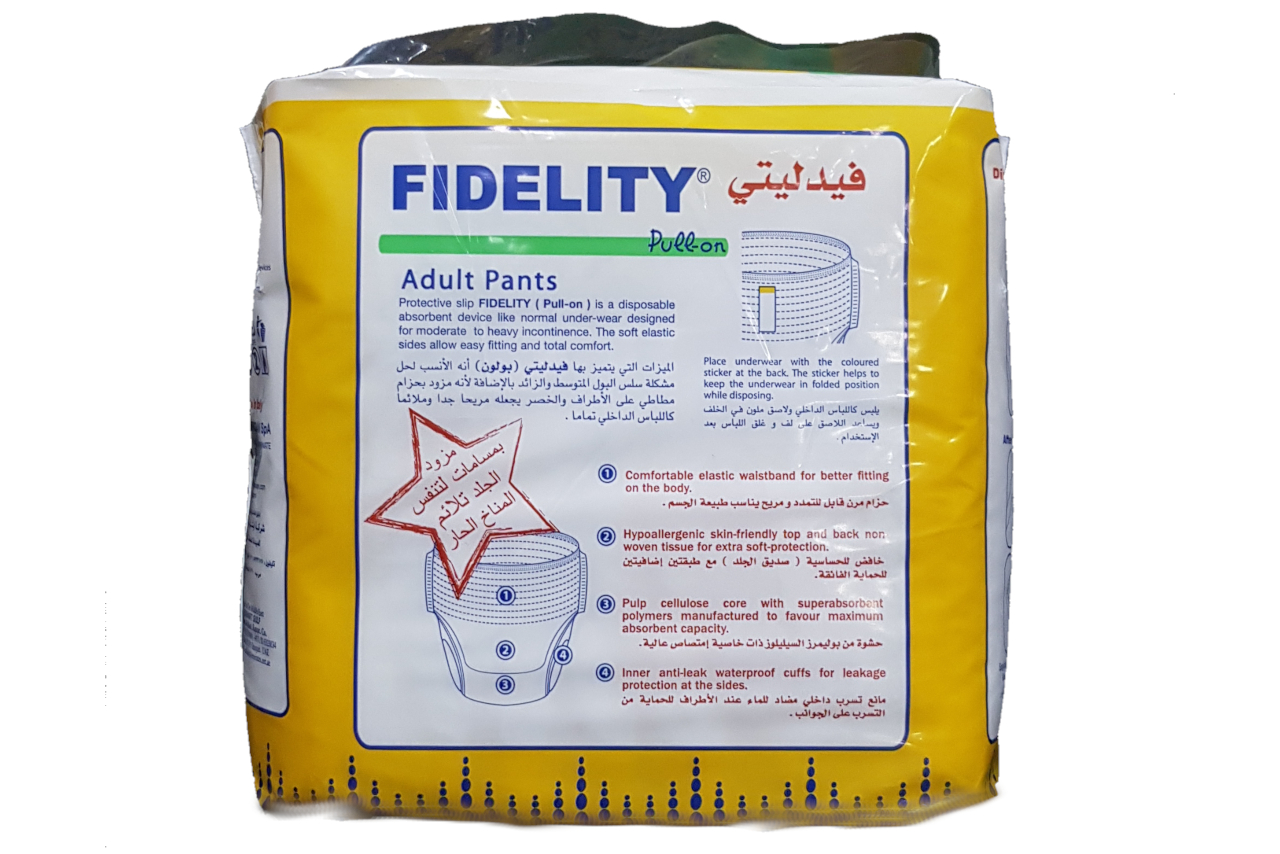 FIDELITY® فيدليتي
Pull-on
Adult Pants
Protective slip FIDELITY ( Pull-on ) is a disposable
absorbent device like normal under-wear designed
for moderate to heavy incontinence. The soft elastic
sides allow easy fitting and total comfort.
الميزات التي يتميز بها فيدليتي (بولون) أنه الأنسب لحل
مشكلة سلس البول المتوسط والزائد بالإضافة لأنه مزود بحزام
مطاطي على الأطراف والخصر يجعله مريحا جدا وملائما
كاللباس الداخلي تماما .
Place underwear with the coloured
sticker at the back. The sticker helps to
keep the underwear in folded position
while disposing.
يلبس كاللباس الداخلي ولاصق ملون في الخلف
ويساعد اللاصق على لف و غلق اللباس بعد
الإستخدام .
مزود
بمسامات لتنفس
الجلد تلائم
المناخ الحار
1 Comfortable elastic waistband for better fitting
on the body.
حزام مرن قابل للتمدد و مريح يناسب طبيعة الجسم .
2 Hypoallergenic skin-friendly top and back non
woven tissue for extra soft-protection.
خافض للحساسية ( صديق الجلد ) مع طبقتين إضافيتين
للحماية الفائقة.
3 Pulp cellulose core with superabsorbent
polymers manufactured to favour maximum
absorbent capacity.
حشوة من بوليمرز السيليلوز ذات خاصية إمتصاص عالية .
4 Inner anti-leak waterproof cuffs for leakage
protection at the sides.
مانع تسرب داخلي مضاد للماء عند الأطراف للحماية من
التسرب على الجوانب .
1
2
4
3
SpA